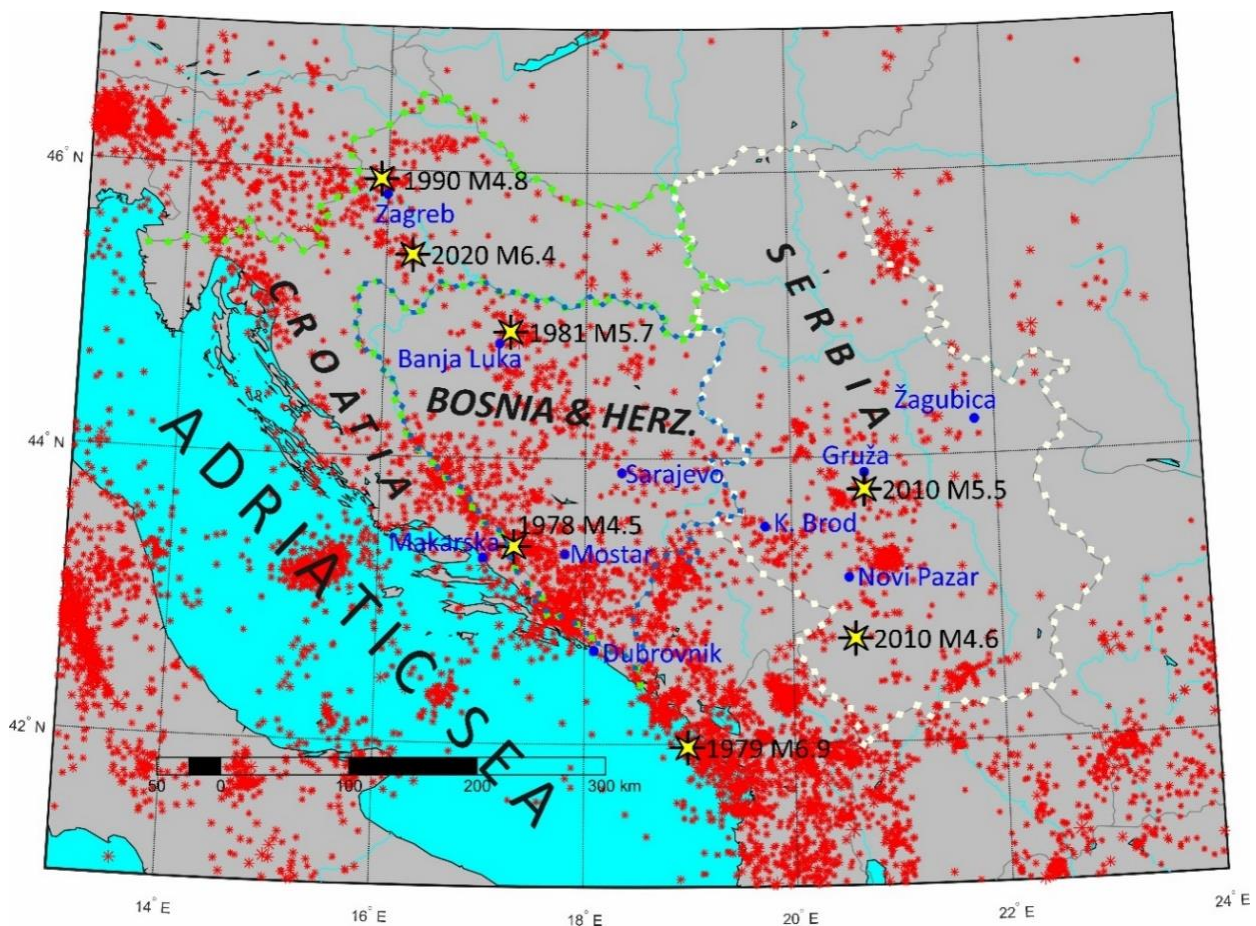 46° N
1990 M4.8
Zagreb
2020 M6.4
CROATIA
SERBIA
1981 M5.7
Banja Luka
BOSNIA & HERZ.
Žagubica
44° N
Gruža
Sarajevo
2010 M5.5
1978 M4.5
K. Brod
Makarska
Mostar
Novi Pazar
ADRIATIC SEA
2010 M4.6
Dubrovnik
42° N
1979 M6.9
50 0 100 200 300 km
14° E 16° E 18° E 20° E 22° E 24° E